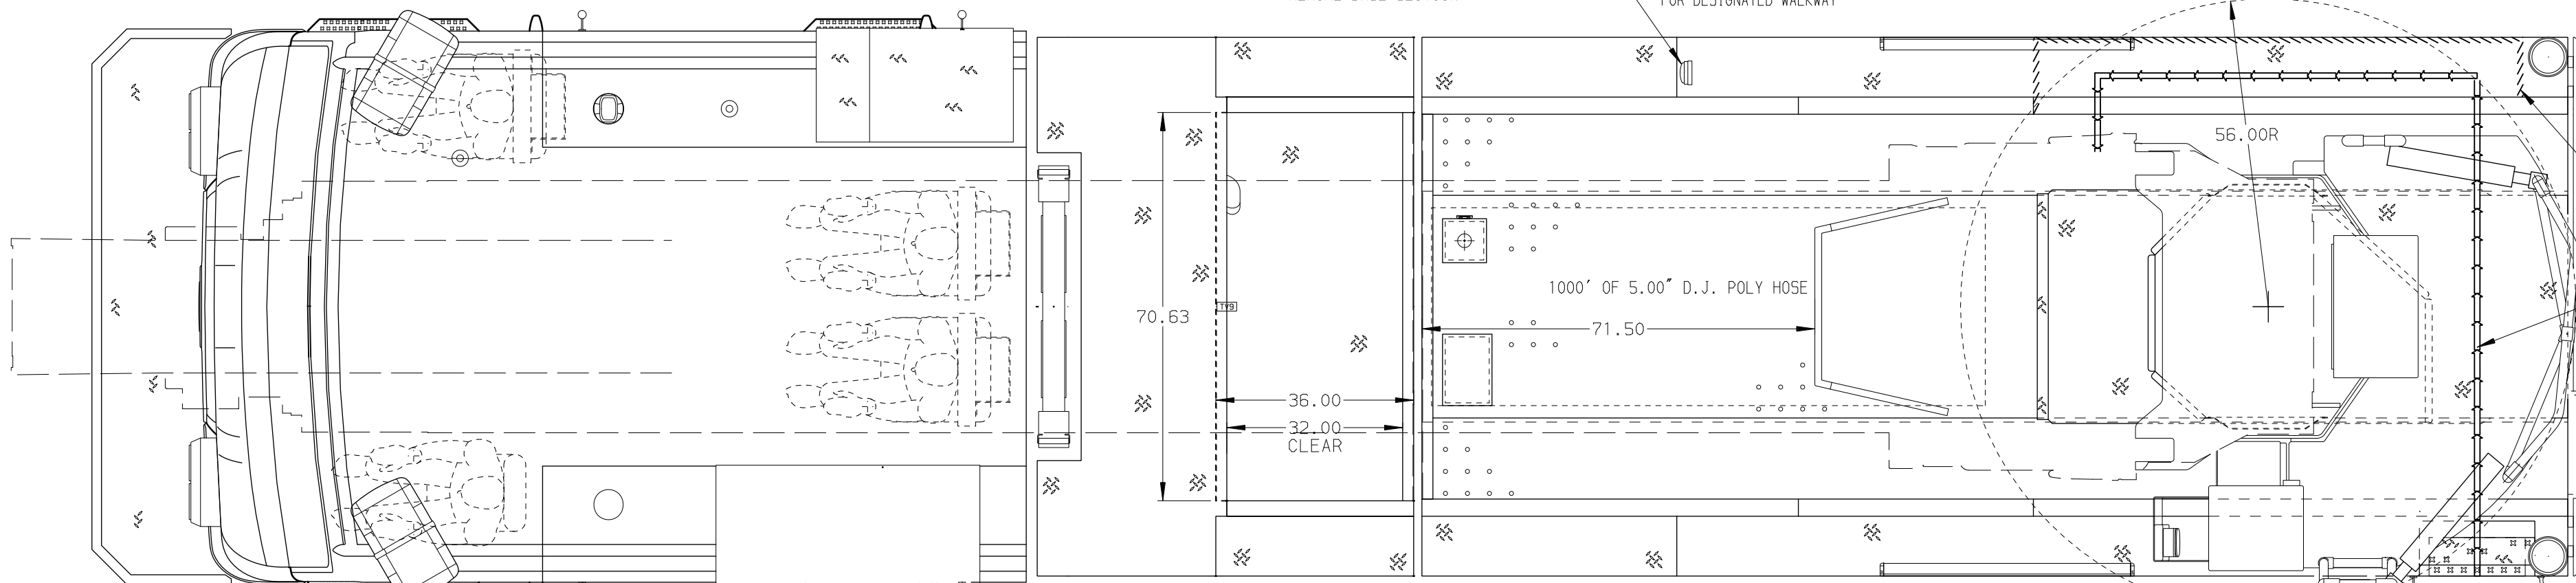 FOR DESIGNATED WALKWAY
56.00R
1000' OF 5.00" D.J. POLY HOSE
70.63
71.50
36.00
32.00
CLEAR